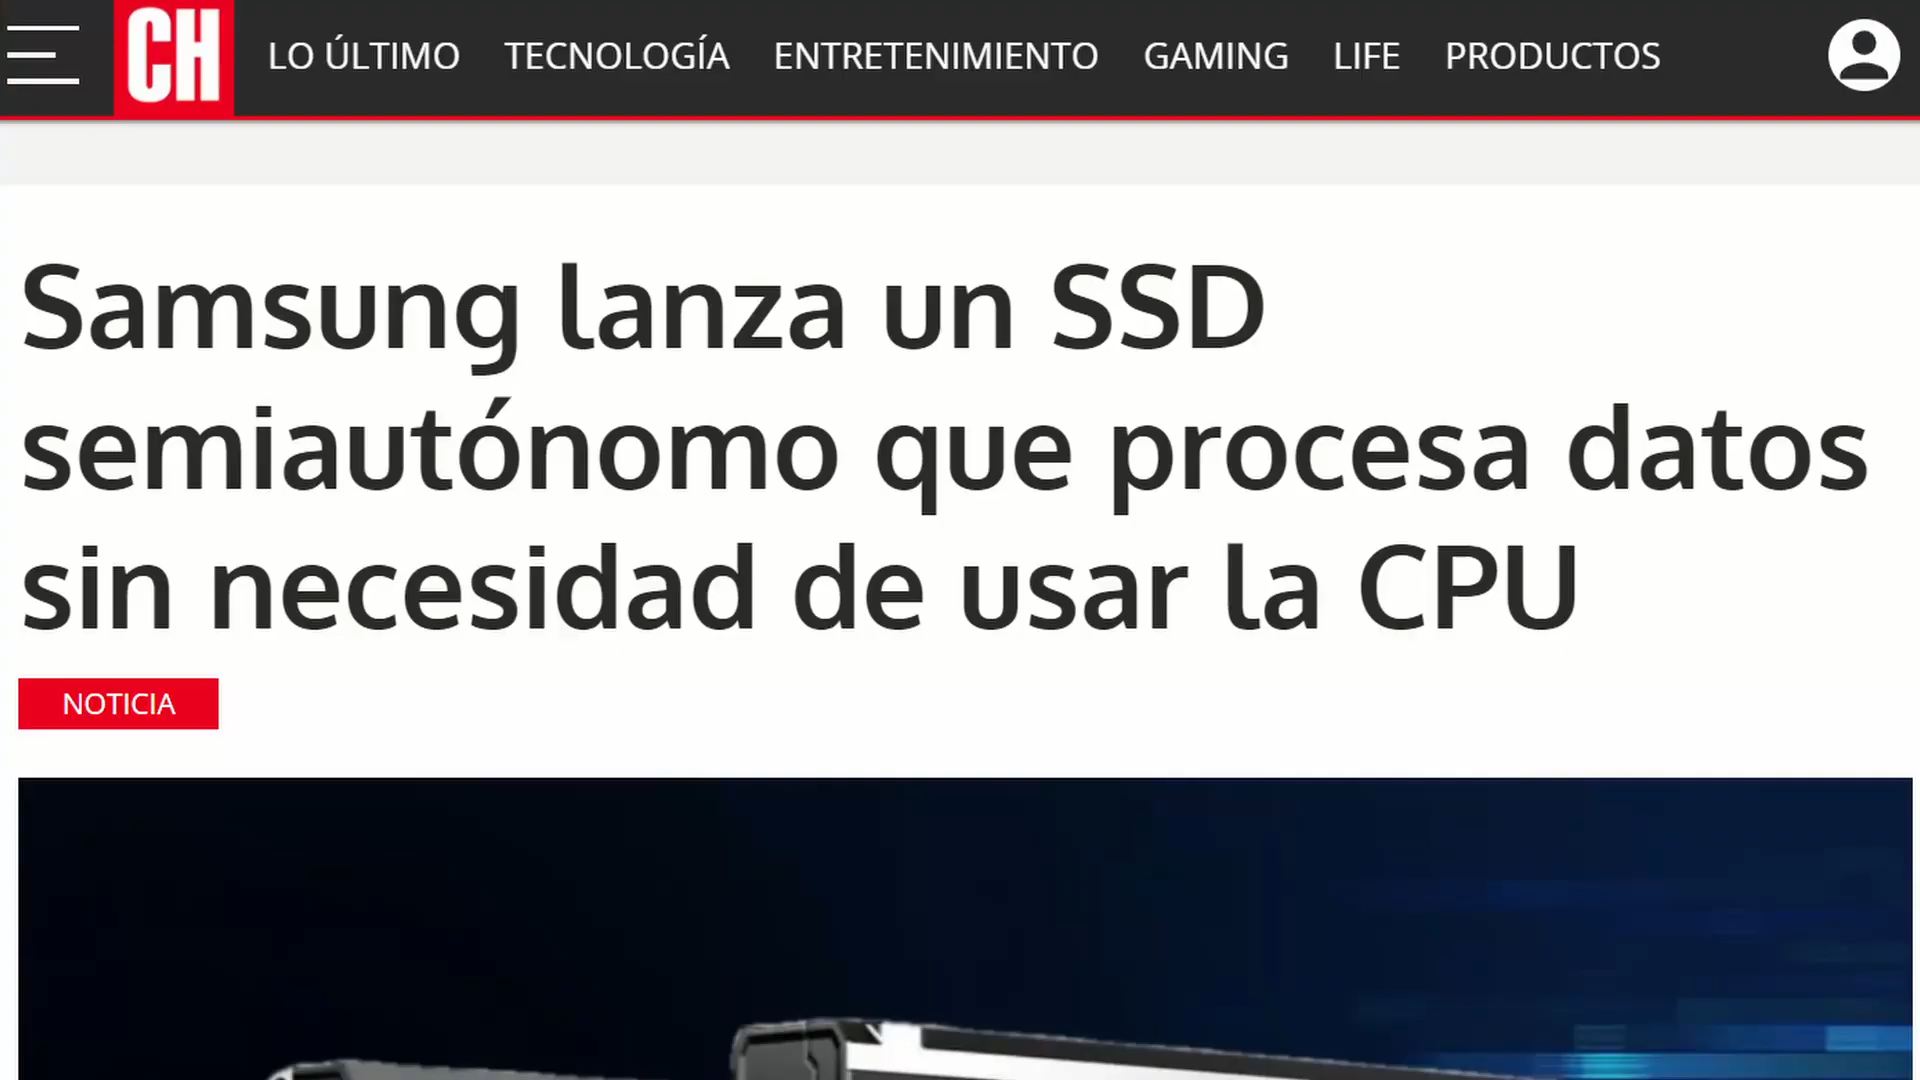 CH LO ÚLTIMO TECNOLOGÍA ENTRETENIMIENTO GAMING LIFE PRODUCTOS
Samsung lanza un SSD
semiautónomo que procesa datos
sin necesidad de usar la CPU
NOTICIA